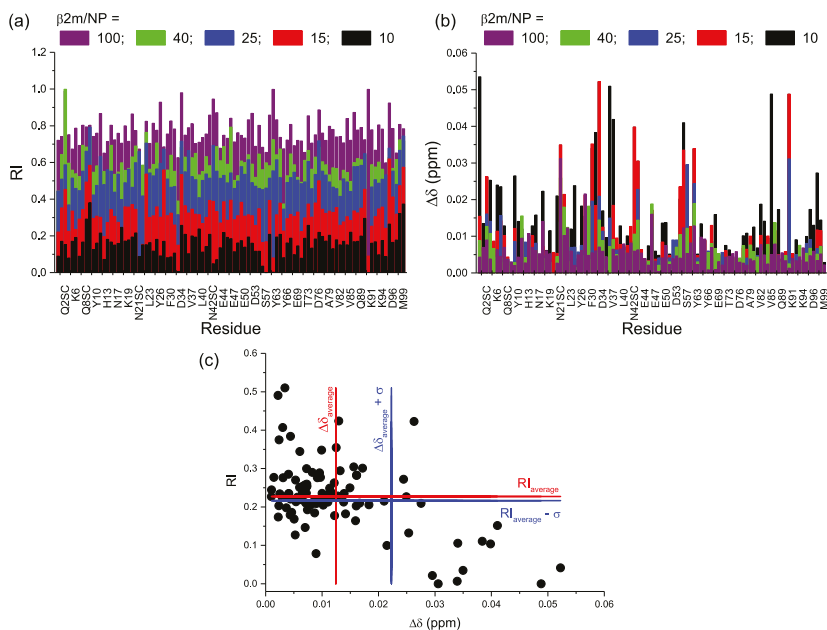 (a)
β2m/NP =
100; 40; 25; 15; 10
1.2
1.0
0.8
0.6
0.4
0.2
0.0
RI
Q2SC K6 Q8SC Y10 H13 N17 K19 N21SC L23 Y26 F30 D34 V37 L40 N42SC E44 E47 E50 D53 S57 Y63 Y66 E69 T73 D76 A79 V82 V85 Q89 K91 K94 D96 M99
Residue
(b)
β2m/NP =
100; 40; 25; 15; 10
0.06
0.05
0.04
0.03
0.02
0.01
0.00
Δδ (ppm)
Q2SC K6 Q8SC Y10 H13 N17 K19 N21SC L23 Y26 F30 D34 V37 L40 N42SC E44 E47 E50 D53 S57 Y63 Y66 E69 T73 D76 A79 V82 V85 Q89 K91 K94 D96 M99
Residue
(c)
0.6
0.5
0.4
0.3
0.2
0.1
0.0
RI
Δδaverage
Δδaverage + σ
RIaverage
RIaverage - σ
0.00 0.01 0.02 0.03 0.04 0.05 0.06
Δδ (ppm)